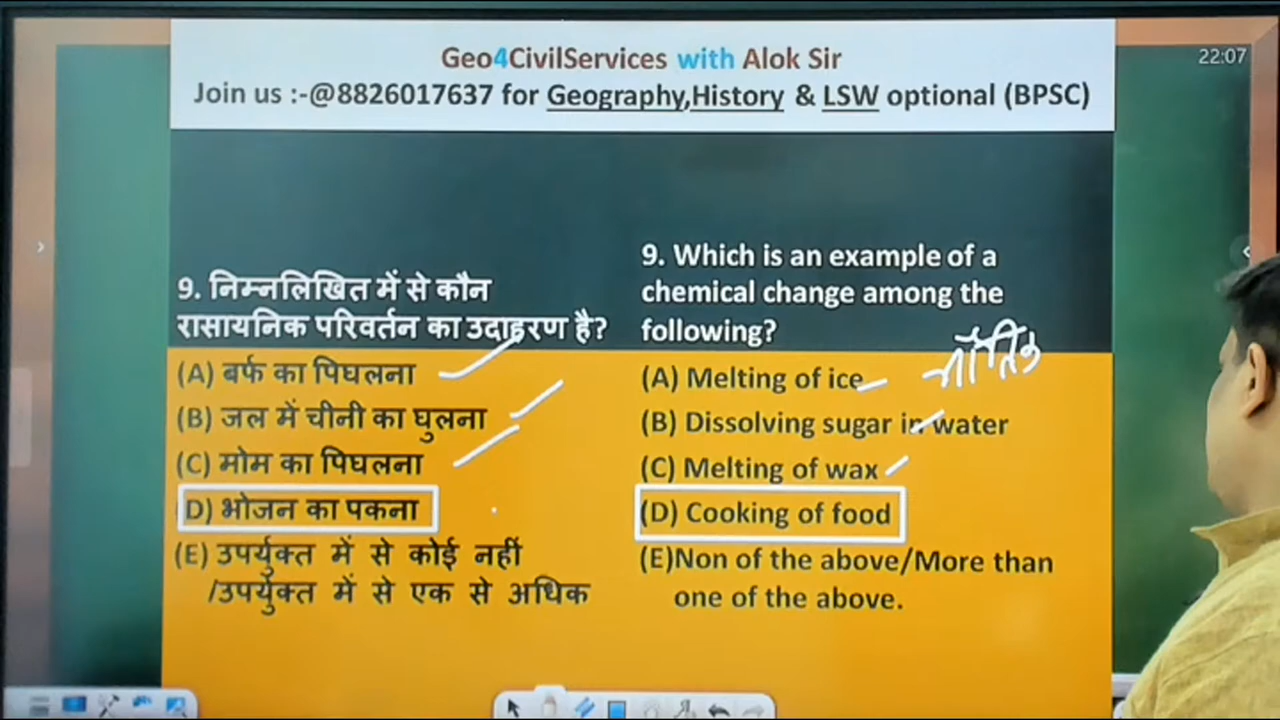 Geo4CivilServices with Alok Sir
Join us :-@8826017637 for Geography,History & LSW optional (BPSC)
22:07
9. निम्नलिखित में से कौन
रासायनिक परिवर्तन का उदाहरण है?
(A) बर्फ का पिघलना
(B) जल में चीनी का घुलना
(C) मोम का पिघलना
D) भोजन का पकना
(E) उपर्युक्त में से कोई नहीं
/उपर्युक्त में से एक से अधिक
9. Which is an example of a
chemical change among the
following?
भौतिक
(A) Melting of ice
(B) Dissolving sugar in water
(C) Melting of wax
(D) Cooking of food
(E)Non of the above/More than
one of the above.